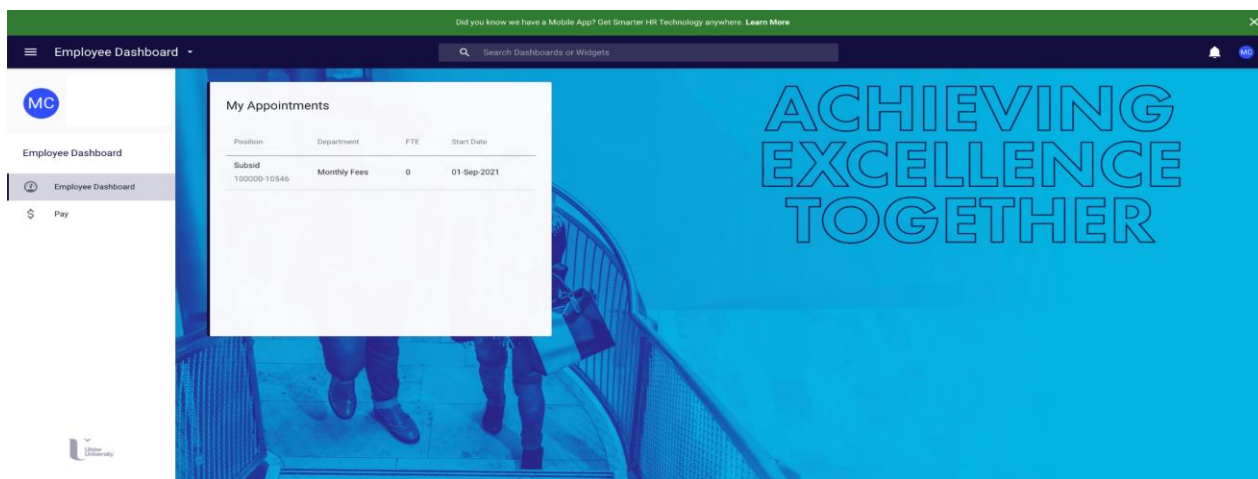 Did you know we have a Mobile App? Get Smarter HR Technology anywhere. Learn More
Employee Dashboard
Search Dashboards or Widgets
MC
MC
Employee Dashboard
Employee Dashboard
Pay
Ulster
University
My Appointments
Position Department FTE Start Date
Subsid
100000-10546 Monthly Fees 0 01-Sep-2021
ACHIEVING
EXCELLENCE
TOGETHER